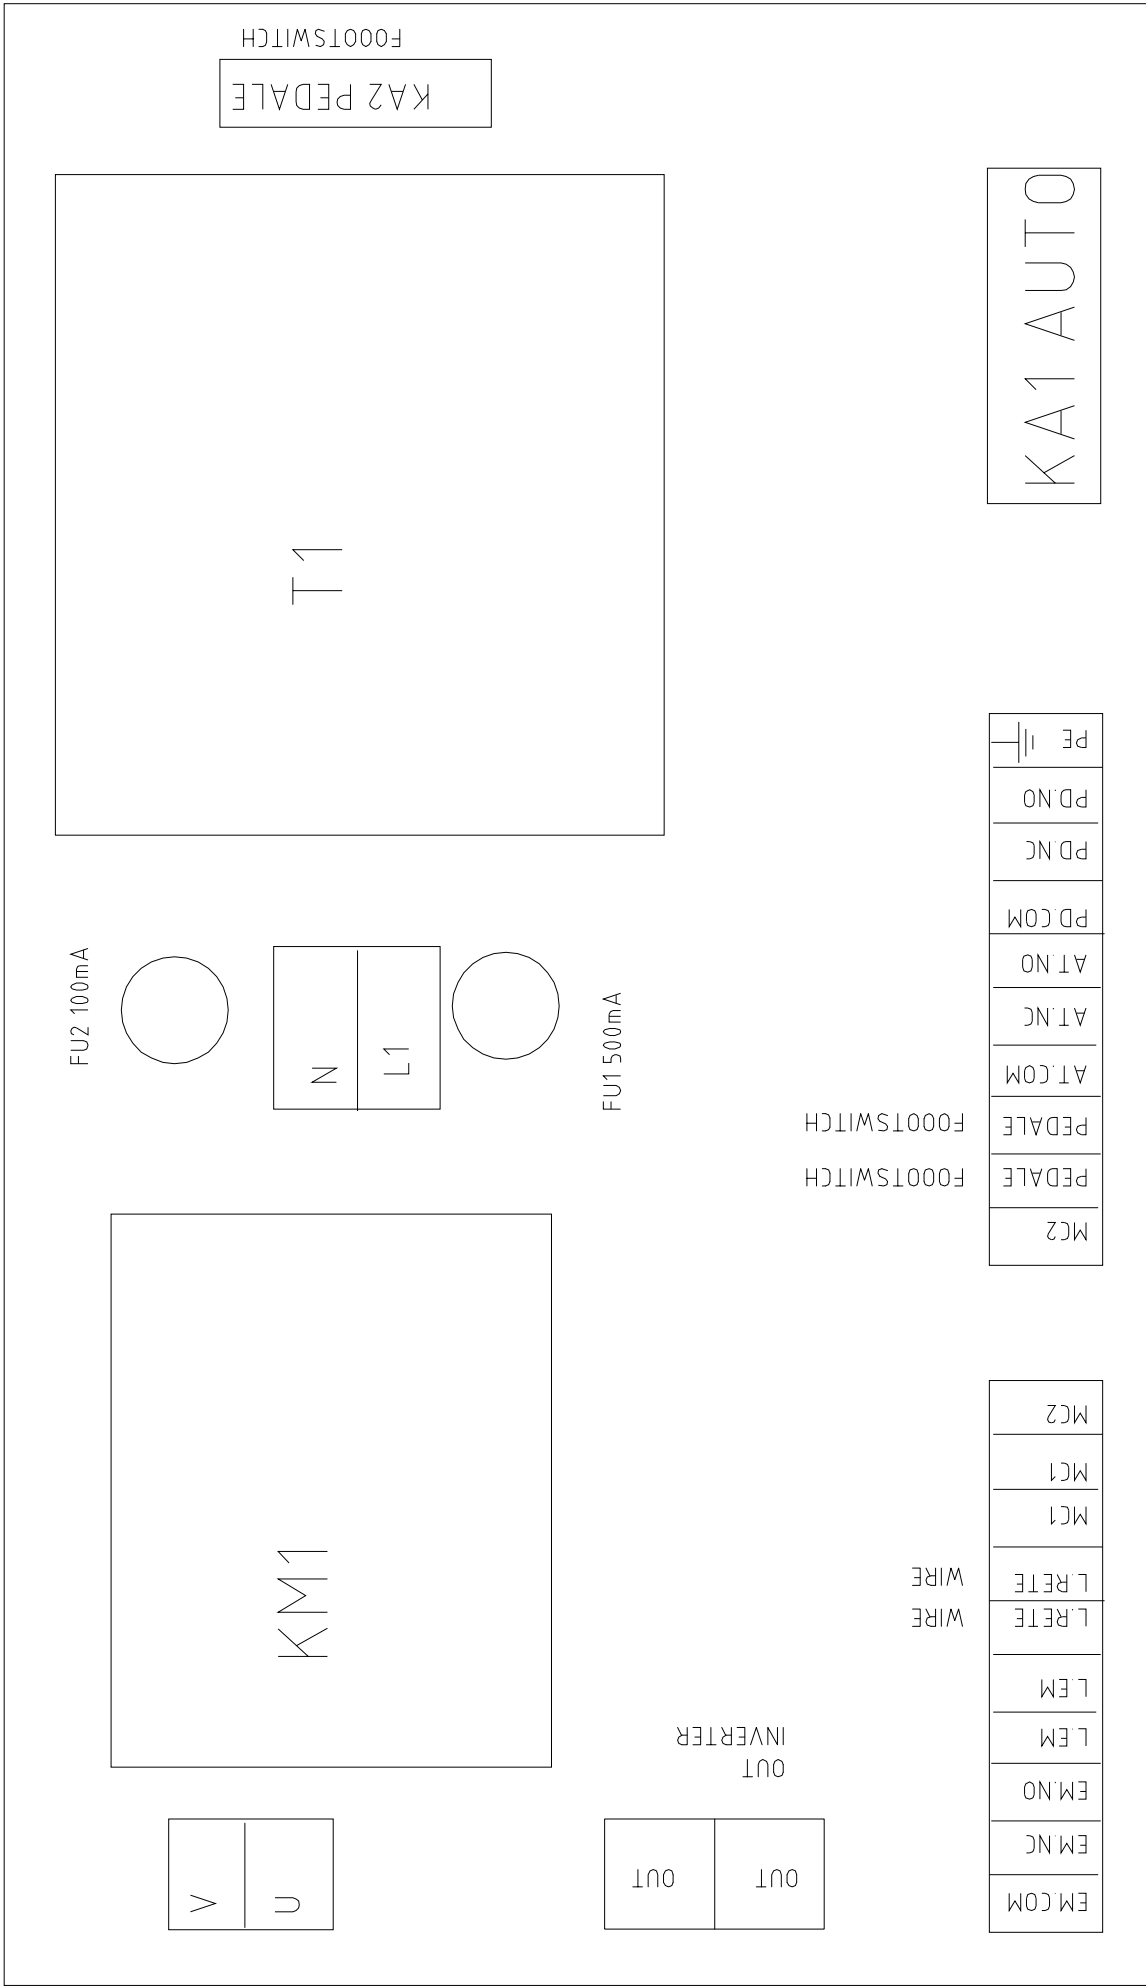 FOOOTSWITCH
KA2 PEDALE
KA1 AUTO
T1
PE
PD.NO
PD.NC
PD.COM
AT.NO
AT.NC
AT.COM
FOOOTSWITCH PEDALE
FOOOTSWITCH PEDALE
MC2
FU2 100mA
N
L1
FU1 500mA
KM1
MC2
MC1
MC1
WIRE L.RETE
WIRE L.RETE
L.EM
L.EM
EM.NO
EM.NC
EM.COM
OUT
INVERTER
OUT
OUT
V
U